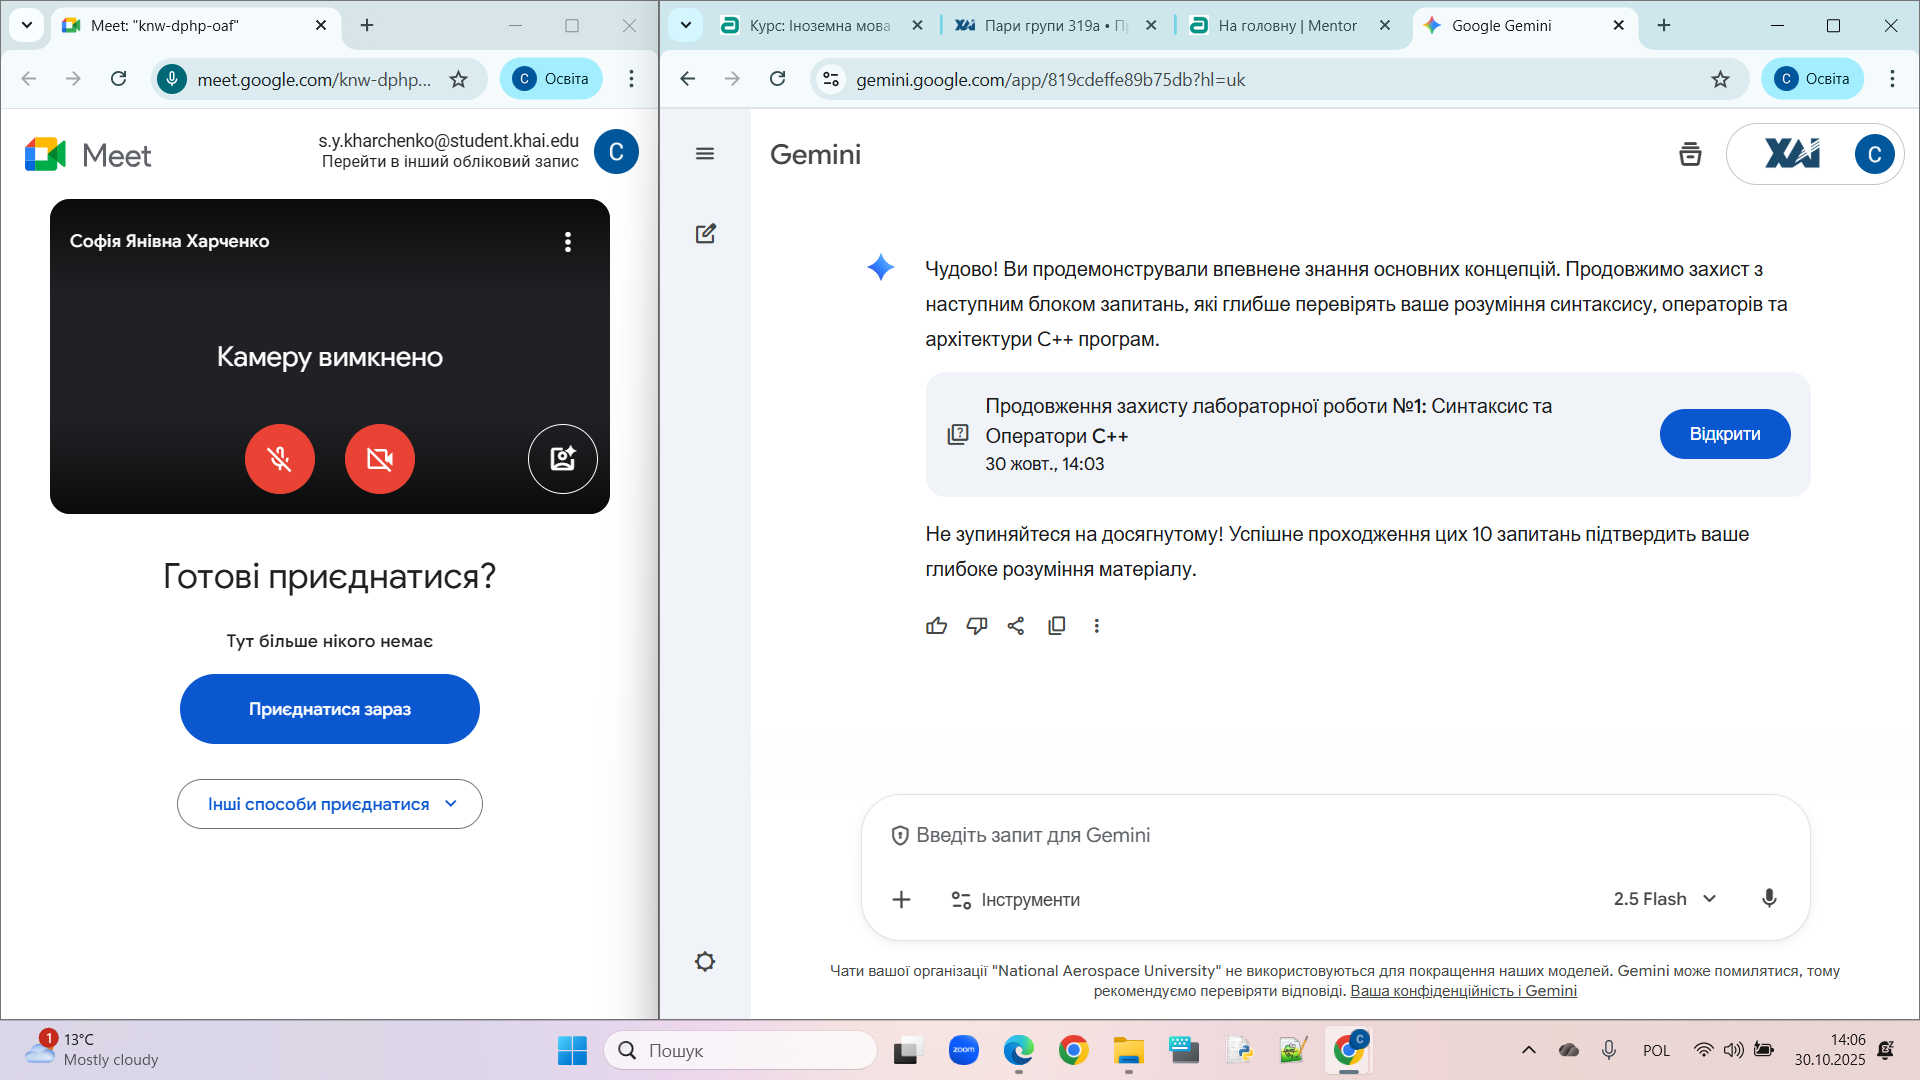 Meet: "knw-dphp-oaf"
meet.google.com/knw-dphp...
С
Освіта
Meet
s.y.kharchenko@student.khai.edu
Перейти в інший обліковий запис
С
Софія Янівна Харченко
Камеру вимкнено
Готові приєднатися?
Тут більше нікого немає
Приєднатися зараз
Інші способи приєднатися
Курс: Іноземна мова
Пари групи 319а • Пр
На головну | Mentor
Google Gemini
gemini.google.com/app/819cdeffe89b75db?hl=uk
С
Освіта
Gemini
ХАІ
С
Чудово! Ви продемонстрували впевнене знання основних концепцій. Продовжимо захист з
наступним блоком запитань, які глибше перевірять ваше розуміння синтаксису, операторів та
архітектури C++ програм.
Продовження захисту лабораторної роботи №1: Синтаксис та
Оператори C++
30 жовт., 14:03
Відкрити
Не зупиняйтеся на досягнутому! Успішне проходження цих 10 запитань підтвердить ваше
глибоке розуміння матеріалу.
Введіть запит для Gemini
Інструменти
2.5 Flash
Чати вашої організації "National Aerospace University" не використовуються для покращення наших моделей. Gemini може помилятися, тому
рекомендуємо перевіряти відповіді. Ваша конфіденційність і Gemini
1
13°C
Mostly cloudy
Пошук
zoom
C
POL
14:06
30.10.2025